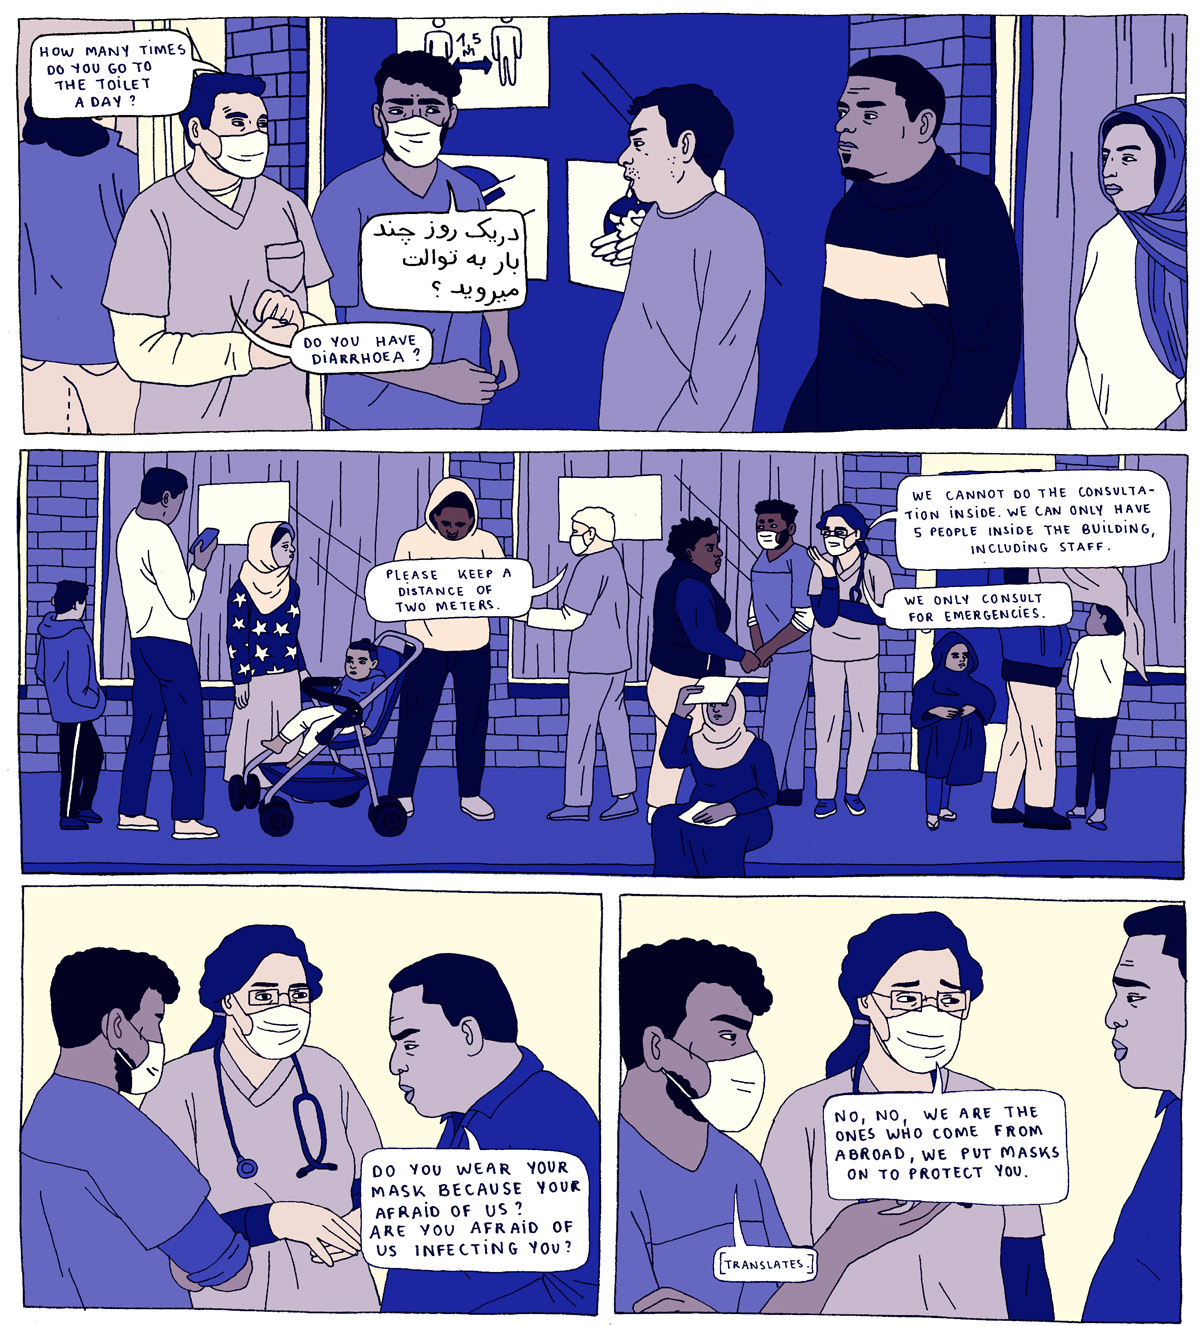 HOW MANY TIMES
DO YOU GO TO
THE TOILET
A DAY?
1,5
M
دریک روز چند
بار به توالت
میروید ؟
DO YOU HAVE
DIARRHOEA?
PLEASE KEEP A
DISTANCE OF
TWO METERS.
WE CANNOT DO THE CONSULTA-
TION INSIDE. WE CAN ONLY HAVE
5 PEOPLE INSIDE THE BUILDING,
INCLUDING STAFF.
WE ONLY CONSULT
FOR EMERGENCIES.
DO YOU WEAR YOUR
MASK BECAUSE YOUR
AFRAID OF US?
ARE YOU AFRAID OF
US INFECTING YOU?
NO, NO, WE ARE THE
ONES WHO COME FROM
ABROAD, WE PUT MASKS
ON TO PROTECT YOU.
[TRANSLATES.]